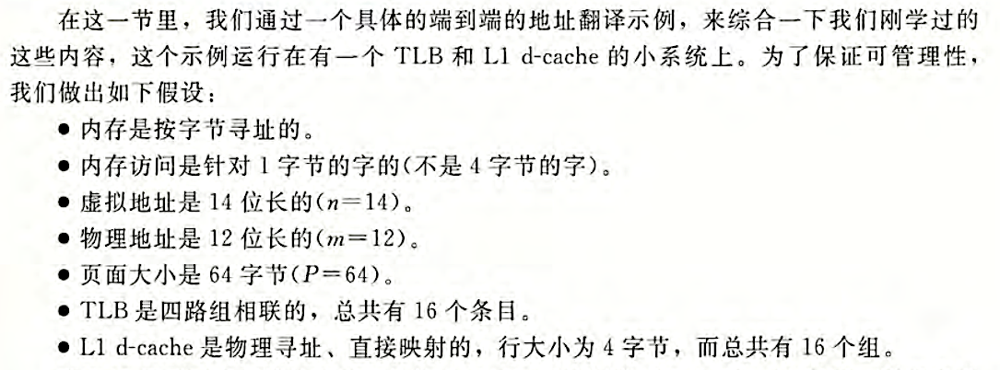 在这一节里，我们通过一个具体的端到端的地址翻译示例，来综合一下我们刚学过的
这些内容，这个示例运行在有一个 TLB 和 L1 d-cache 的小系统上。为了保证可管理性，
我们做出如下假设：
● 内存是按字节寻址的。
● 内存访问是针对 1 字节的字的(不是 4 字节的字)。
● 虚拟地址是 14 位长的(n=14)。
● 物理地址是 12 位长的(m=12)。
● 页面大小是 64 字节(P=64)。
● TLB 是四路组相联的，总共有 16 个条目。
● L1 d-cache 是物理寻址、直接映射的，行大小为 4 字节，而总共有 16 个组。